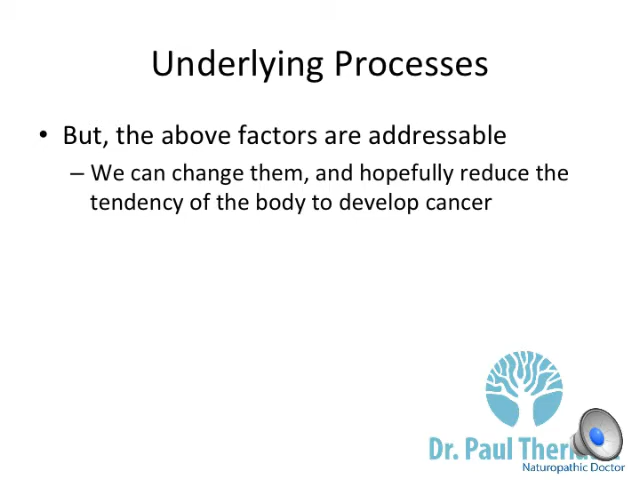 Underlying Processes
• But, the above factors are addressable
– We can change them, and hopefully reduce the
tendency of the body to develop cancer
Dr. Paul
Naturopathic Doctor